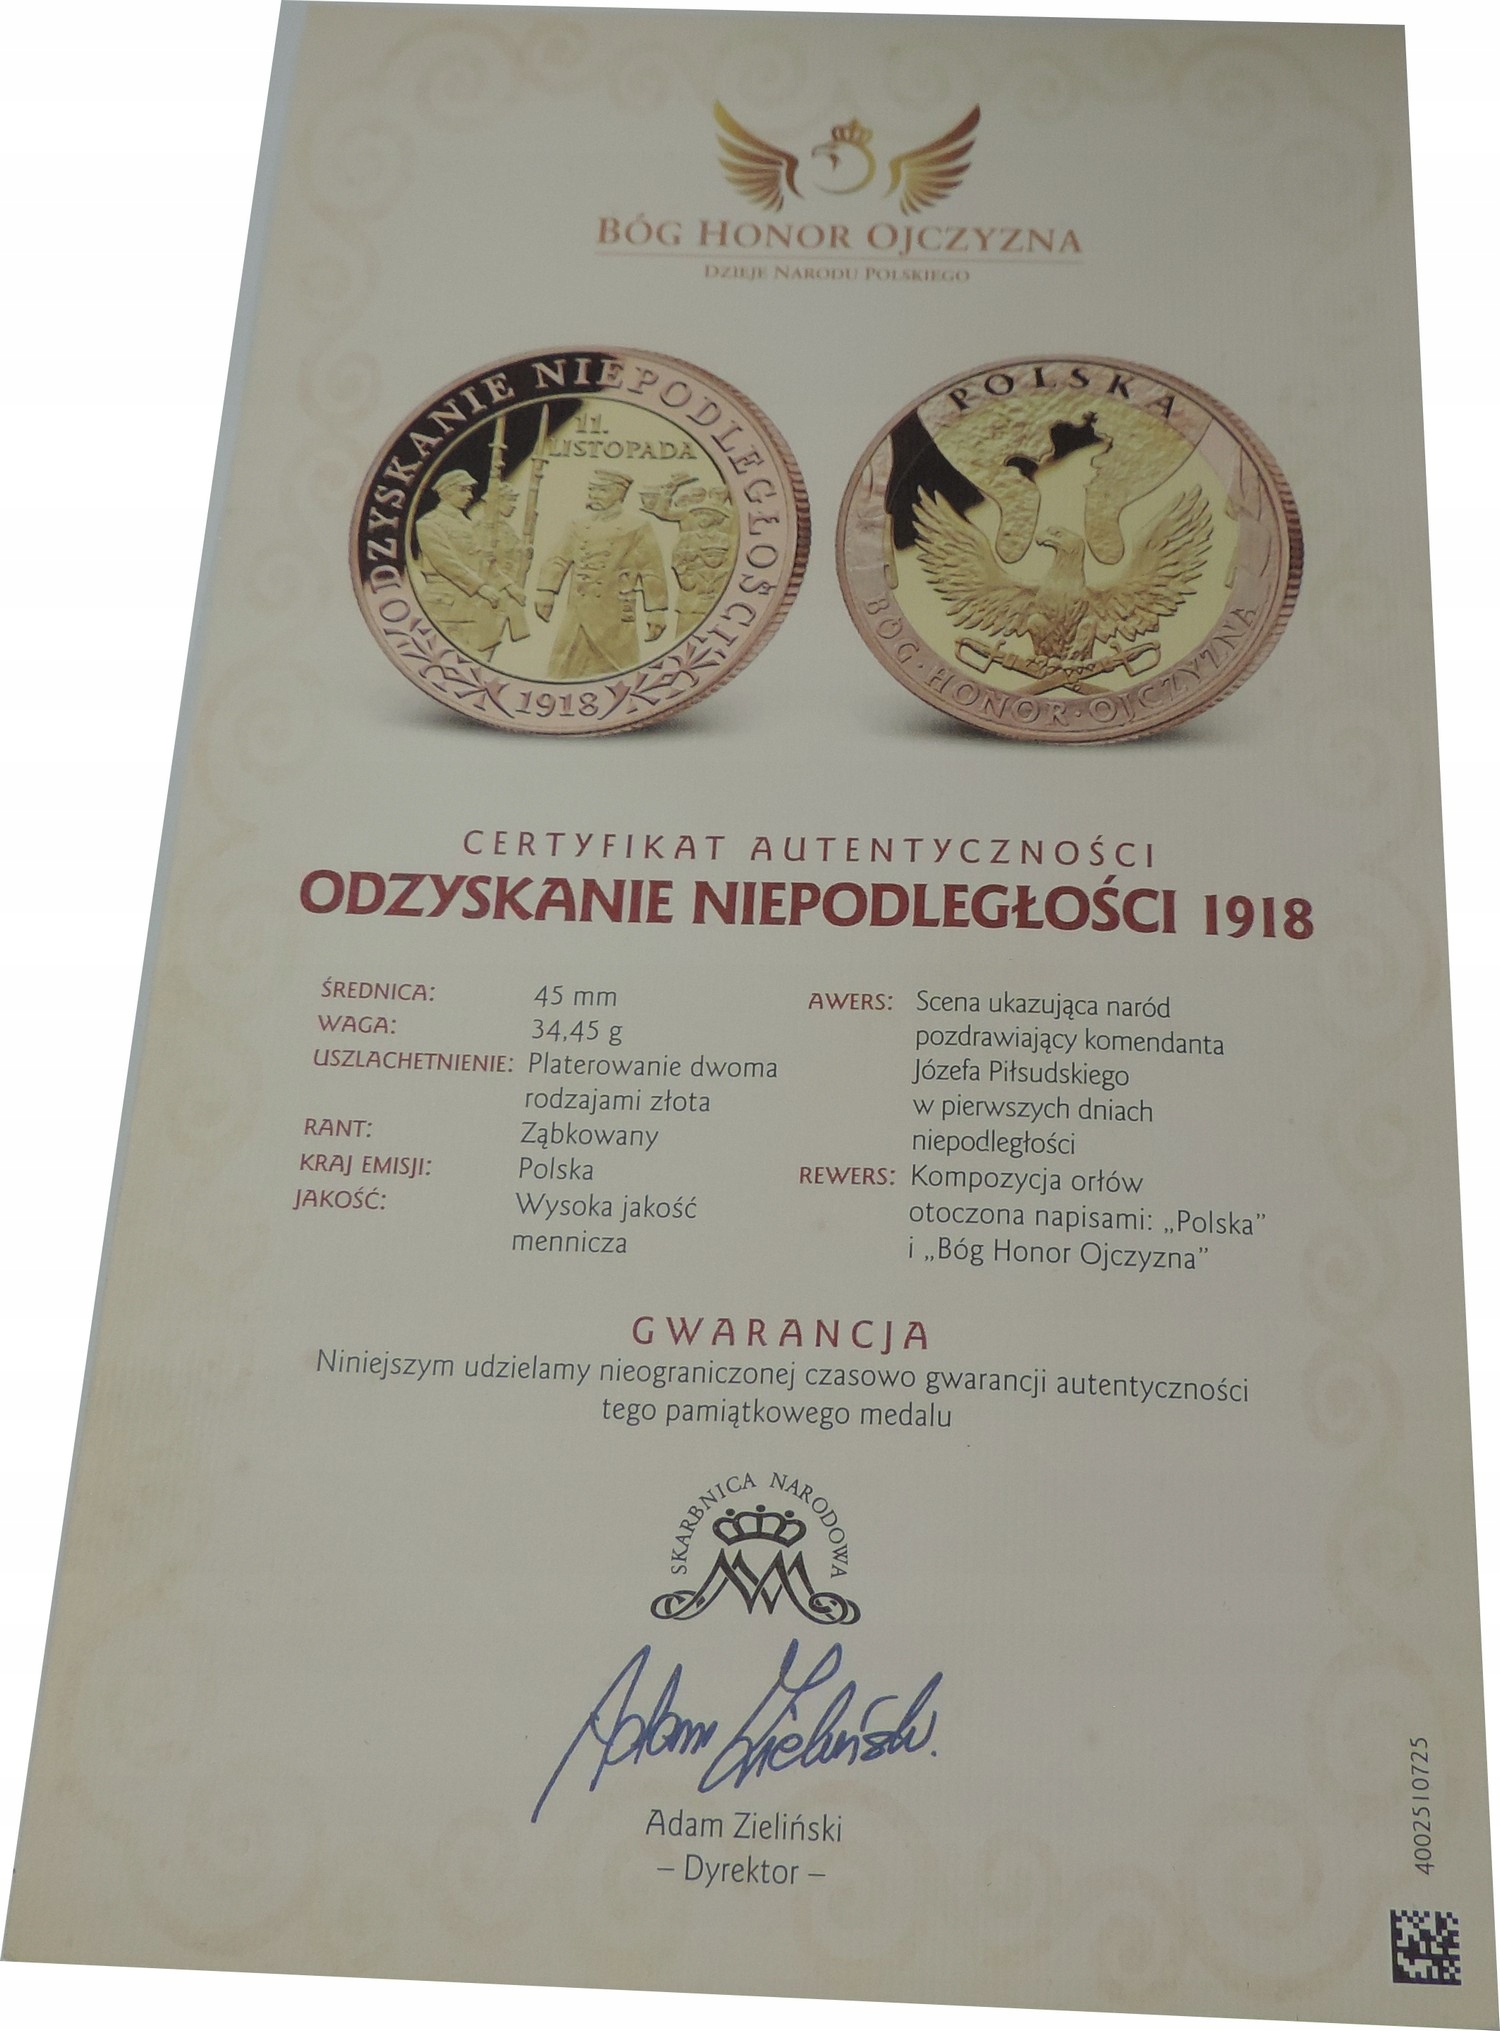 BÓG HONOR OJCZYZNA
DZIEJE NARODU POLSKIEGO
ODZYSKANIE NIEPODLEGŁOŚCI
11.
LISTOPADA
1918
POLSKA
BÓG · HONOR · OJCZYZNA
CERTYFIKAT AUTENTYCZNOŚCI
ODZYSKANIE NIEPODLEGŁOŚCI 1918
ŚREDNICA: 45 mm
WAGA: 34,45 g
USZLACHETNIENIE: Platerowanie dwoma
rodzajami złota
RANT: Ząbkowany
KRAJ EMISJI: Polska
JAKOŚĆ: Wysoka jakość
mennicza
AWERS: Scena ukazująca naród
pozdrawiający komendanta
Józefa Piłsudskiego
w pierwszych dniach
niepodległości
REWERS: Kompozycja orłów
otoczona napisami: „Polska”
i „Bóg Honor Ojczyzna”
GWARANCJA
Niniejszym udzielamy nieograniczonej czasowo gwarancji autentyczności
tego pamiątkowego medalu
SKARBNICA NARODOWA
Adam Zieliński
Adam Zieliński
– Dyrektor –
4002510725